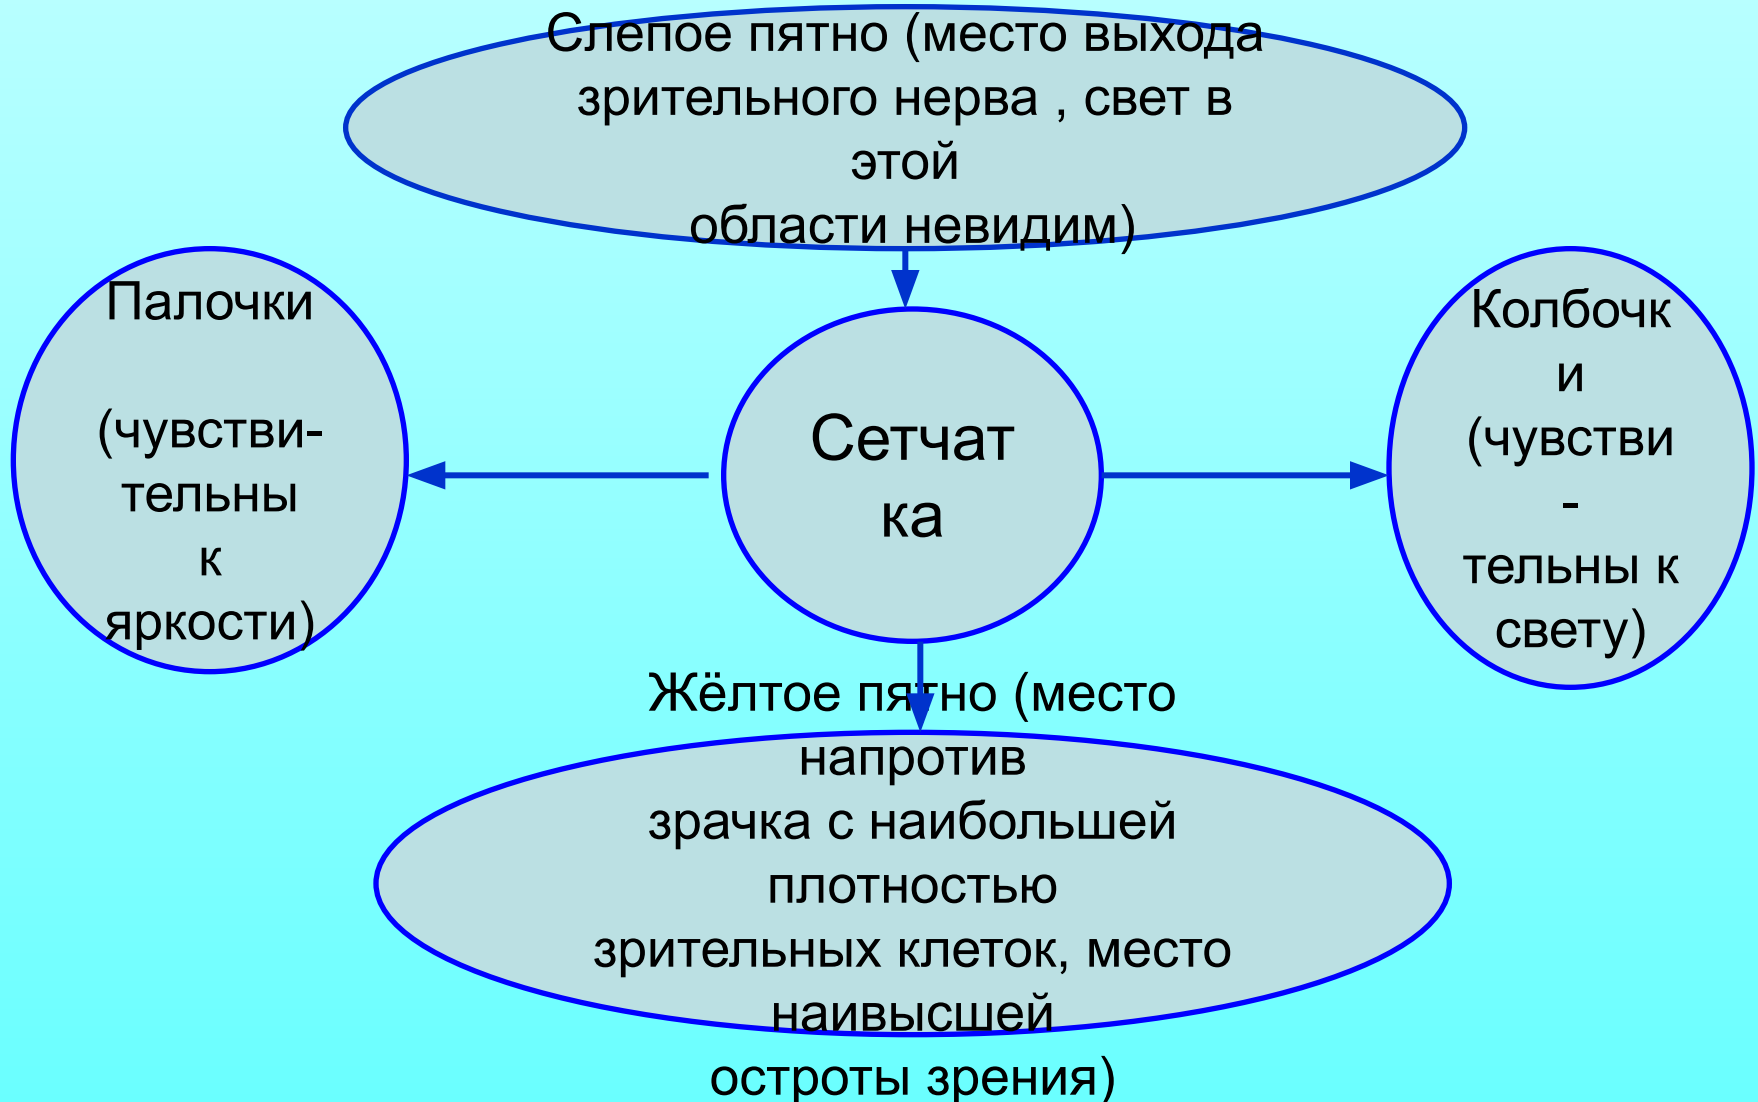 Слепое пятно (место выхода
зрительного нерва , свет в
этой
области невидим)
Палочки
(чувстви-
тельны
к
яркости)
Сетчат
ка
Колбочк
и
(чувстви
-
тельны к
свету)
Жёлтое пятно (место
напротив
зрачка с наибольшей
плотностью
зрительных клеток, место
наивысшей
остроты зрения)